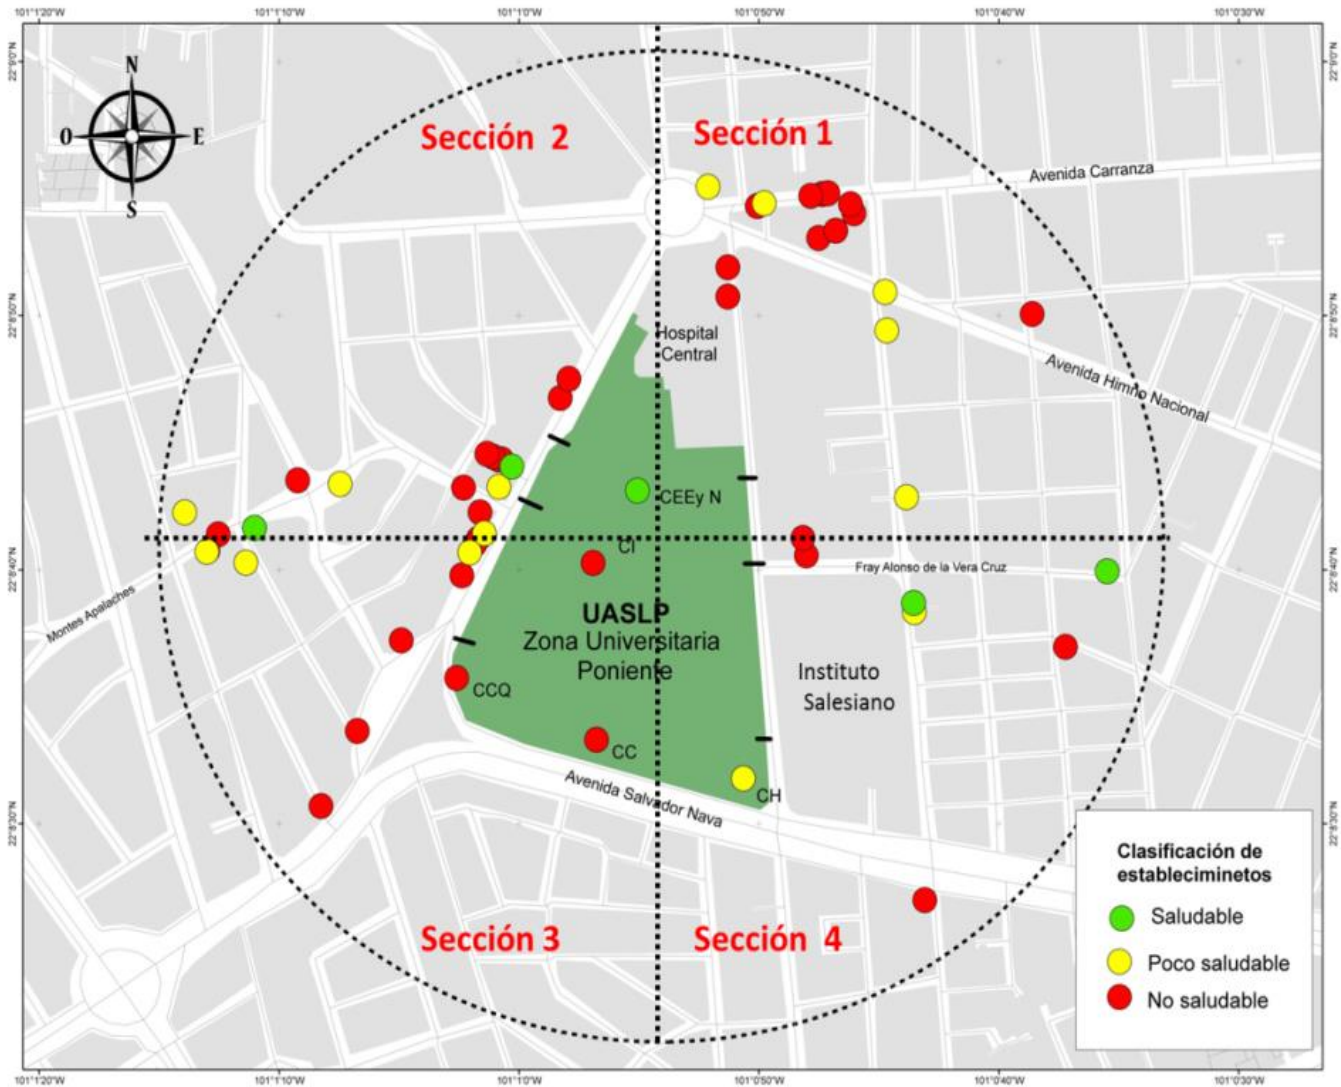 101°1'20"W 101°1'10"W 101°1'0"W 101°0'50"W 101°0'40"W 101°0'30"W
22°9'0"N
22°9'0"N
N
O
E
S
Sección 2
Sección 1
Avenida Carranza
22°8'50"N
22°8'50"N
Hospital
Central
Avenida Himno Nacional
CEEy N
CI
22°8'40"N
22°8'40"N
Fray Alonso de la Vera Cruz
Montes Apalaches
UASLP
Zona Universitaria
Poniente
Instituto
Salesiano
CCQ
CC
CH
Avenida Salvador Nava
22°8'30"N
22°8'30"N
Sección 3
Sección 4
Clasificación de
estableciminetos
Saludable
Poco saludable
No saludable
101°1'20"W 101°1'10"W 101°1'0"W 101°0'50"W 101°0'40"W 101°0'30"W